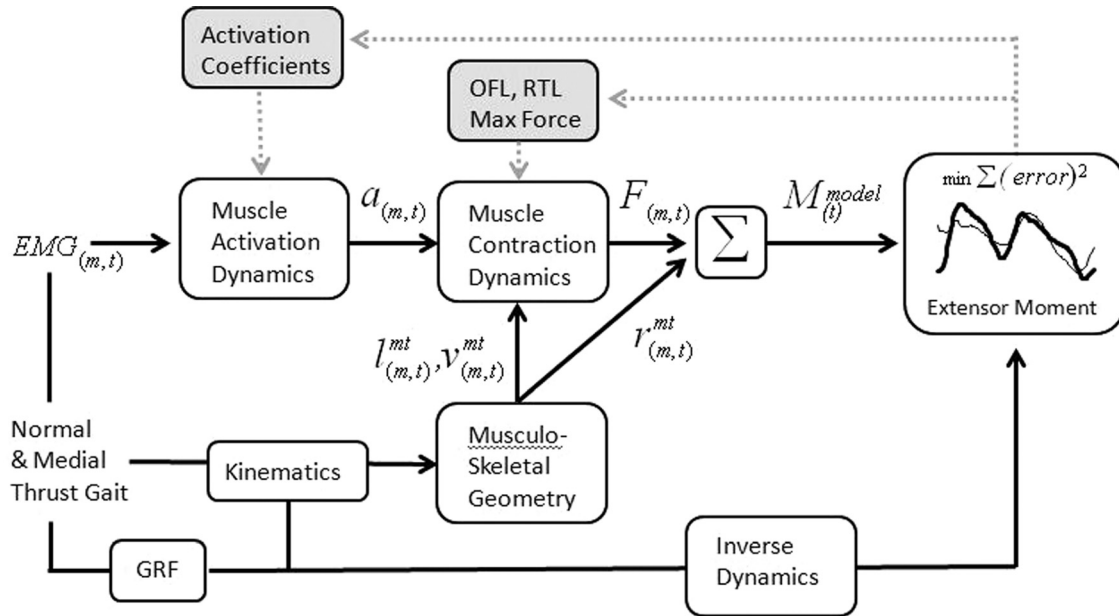 Activation
Coefficients
OFL, RTL
Max Force
EMG(m,t)
Muscle
Activation
Dynamics
a(m,t)
Muscle
Contraction
Dynamics
F(m,t)
Σ
M(t)^model
min Σ(error)²
Extensor Moment
l(m,t)^mt, v(m,t)^mt
r(m,t)^mt
Normal
& Medial
Thrust Gait
Kinematics
Musculo-
Skeletal
Geometry
GRF
Inverse
Dynamics